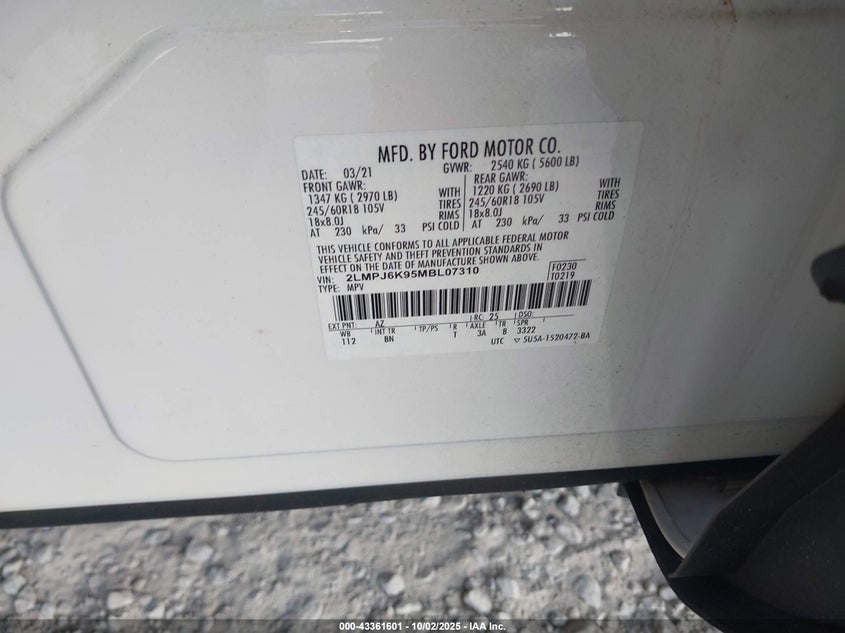 MFD. BY FORD MOTOR CO.
DATE: 03/21 GVWR: 2540 KG ( 5600 LB)
FRONT GAWR: REAR GAWR:
1347 KG ( 2970 LB) WITH 1220 KG ( 2690 LB) WITH
245/60R18 105V TIRES 245/60R18 105V TIRES
18x8.0J RIMS 18x8.0J RIMS
AT 230 kPa/ 33 PSI COLD AT 230 kPa/ 33 PSI COLD
THIS VEHICLE CONFORMS TO ALL APPLICABLE FEDERAL MOTOR
VEHICLE SAFETY AND THEFT PREVENTION STANDARDS IN
EFFECT ON THE DATE OF MANUFACTURE SHOWN ABOVE.
VIN: 2LMPJ6K95MBL07310 F0230
TYPE: MPV T0219
EXT PNT: AZ RC: 25 DSO:
WB INT TR TP/PS R AXLE TR SPR
112 BN T 3A 8 3322
UTC ▽ 5U5A-1520472-BA
000-43361601 - 10/02/2025 - IAA Inc.